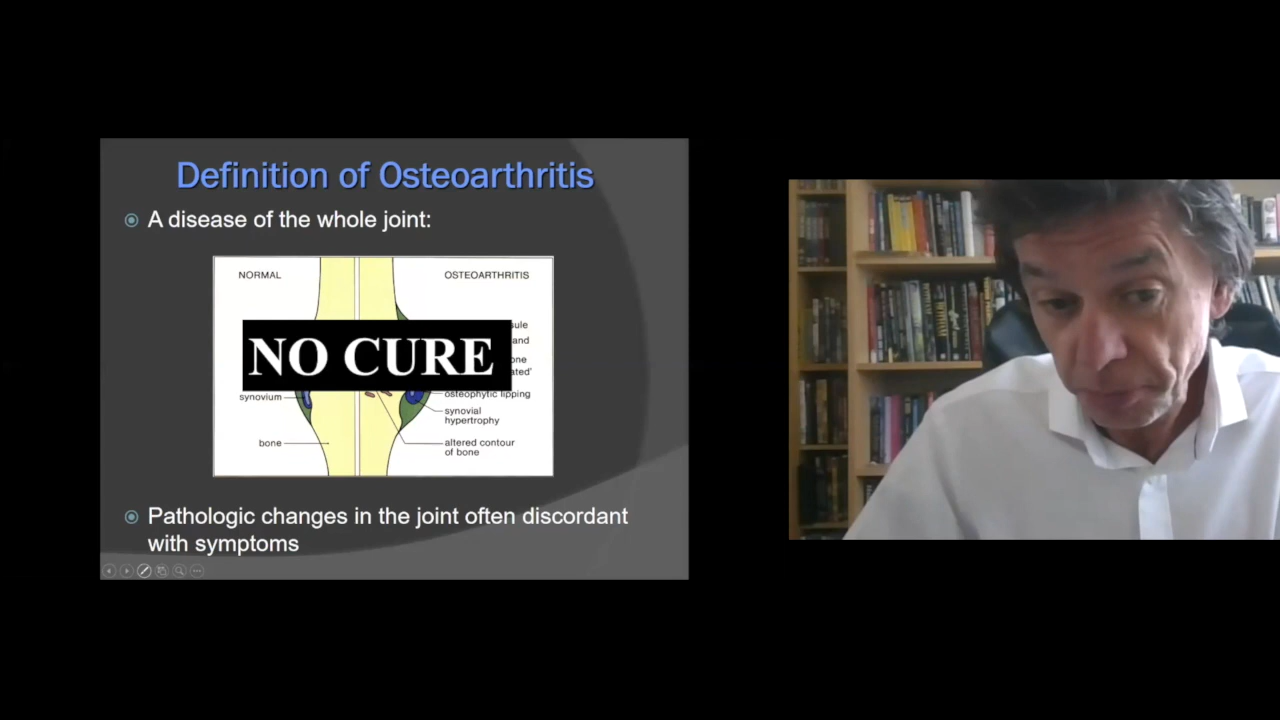 Definition of Osteoarthritis
A disease of the whole joint:
NORMAL
OSTEOARTHRITIS
NO CURE
synovium
bone
osteophytic lipping
synovial
hypertrophy
altered contour
of bone
Pathologic changes in the joint often discordant
with symptoms